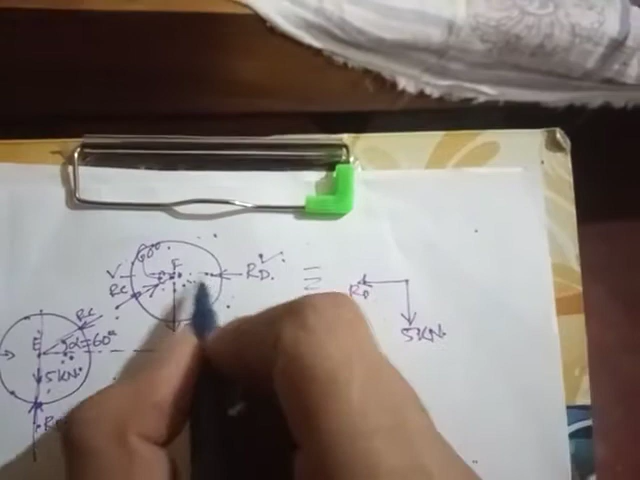 60°
F
RC
RD.
RD
5KN.
RC
E
α=60°
5KN.